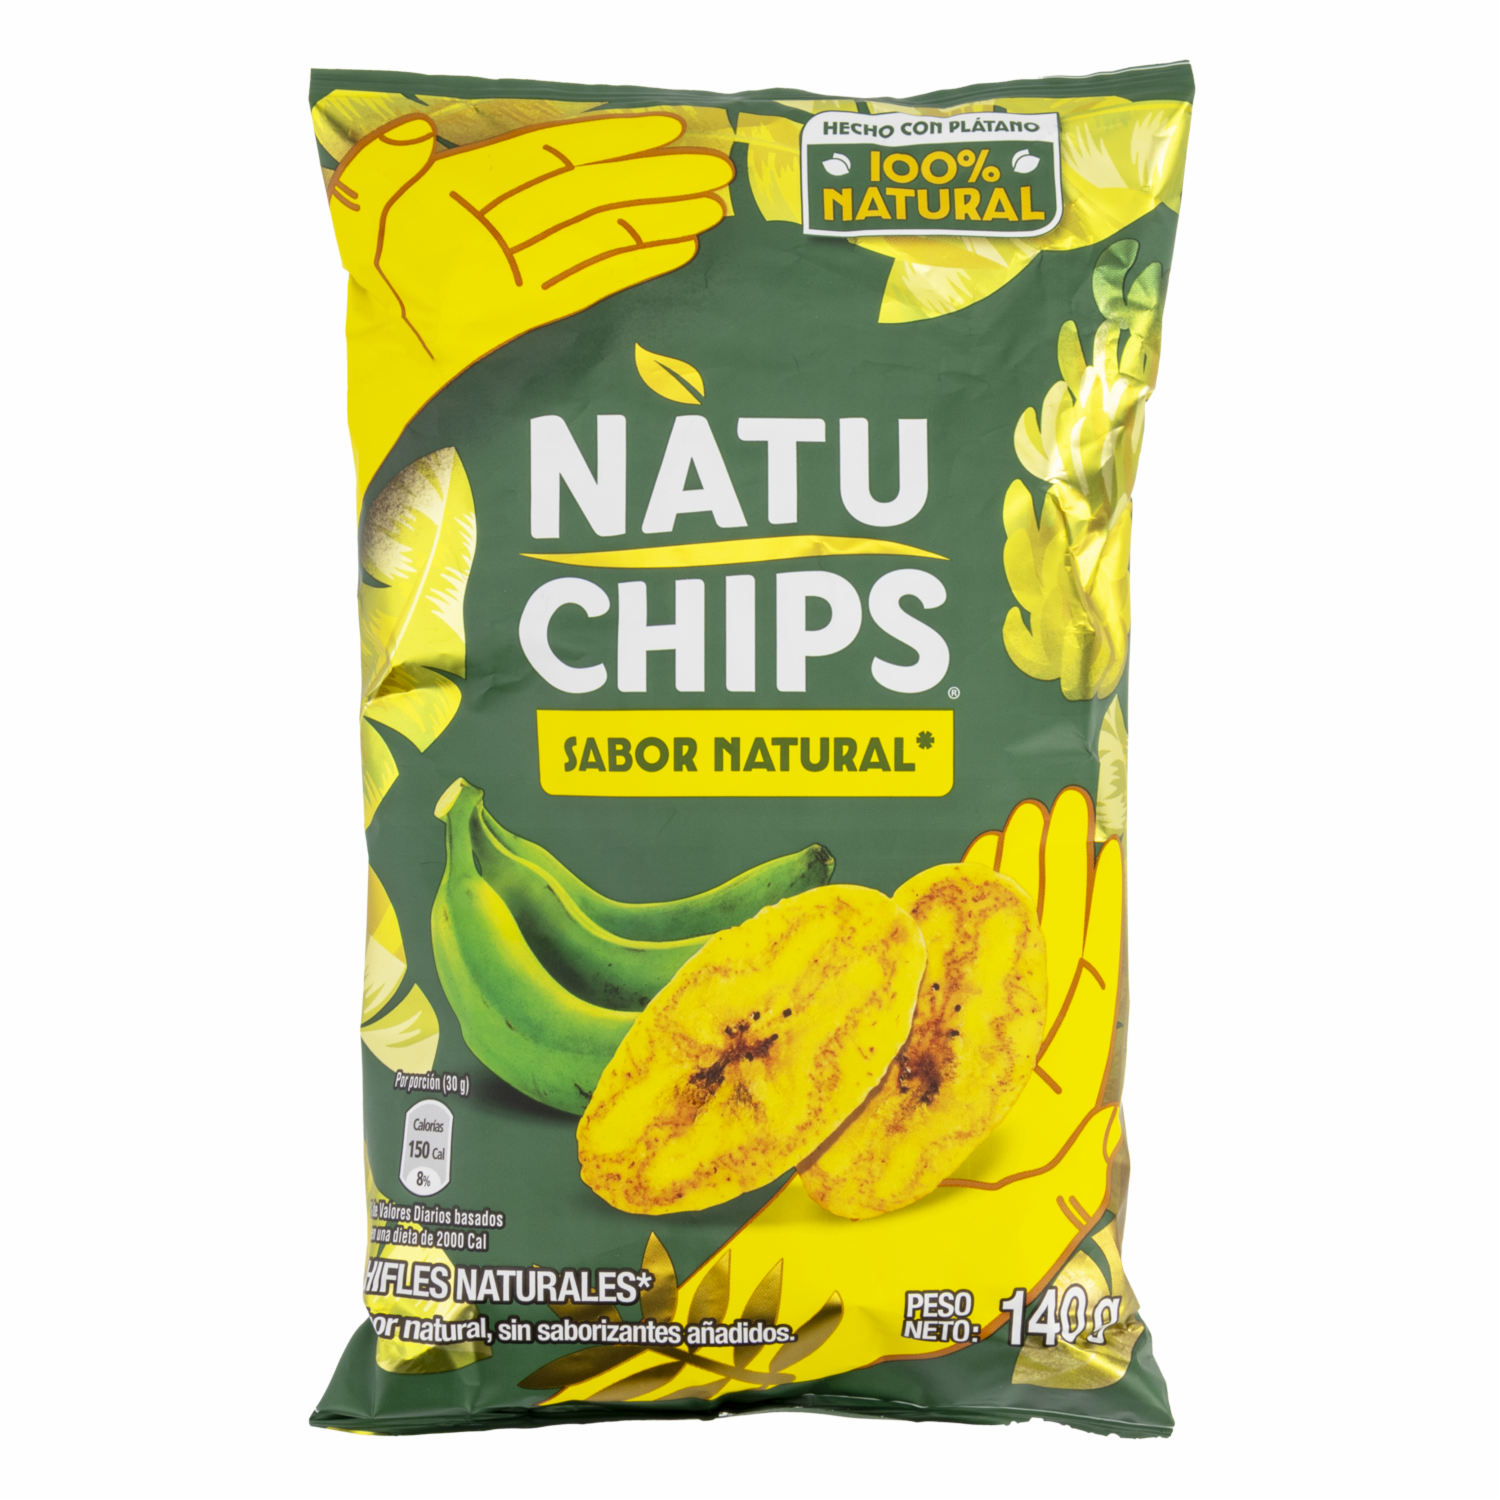 HECHO CON PLÁTANO
100%
NATURAL
NATU
CHIPS®
SABOR NATURAL*
Por porción (30 g)
Calorías
150 Cal
8%
de Valores Diarios basados
una dieta de 2000 Cal
HIFLES NATURALES*
or natural, sin saborizantes añadidos.
PESO
NETO: 140 g